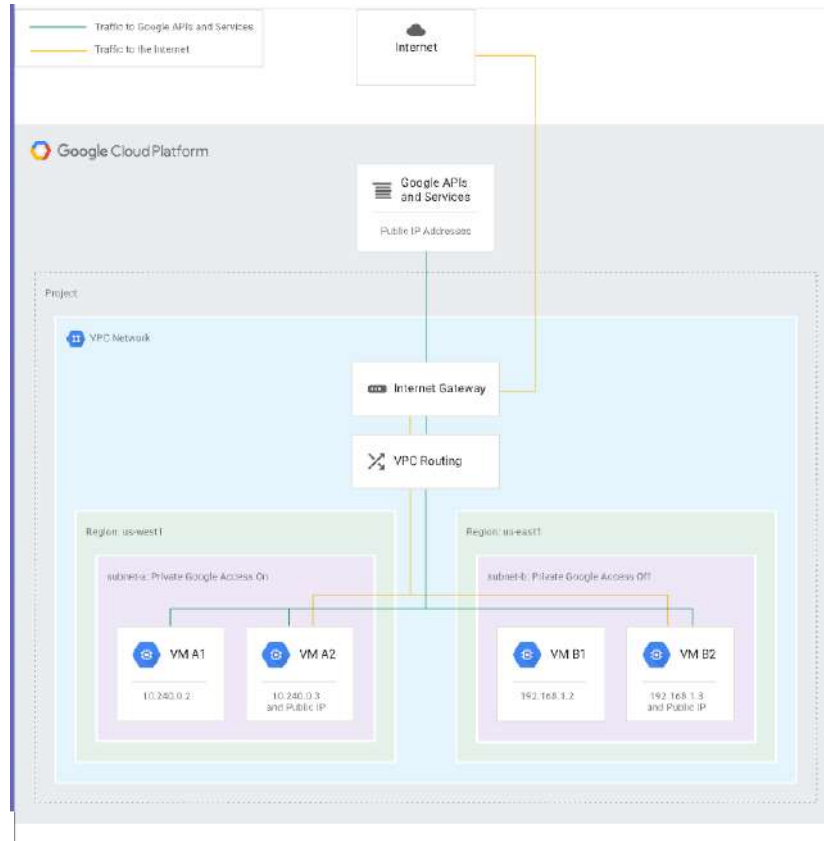 Traffic to Google APIs and Services
Traffic to the Internet
Internet
Google Cloud Platform
Google APIs
and Services
Public IP Addresses
Project
VPC Network
Internet Gateway
VPC Routing
Region: us-west1
Region: us-east1
subnet-a: Private Google Access On
subnet-b: Private Google Access Off
VM A1
VM A2
VM B1
VM B2
10.240.0.2
10.240.0.3
and Public IP
192.168.1.2
192.168.1.3
and Public IP